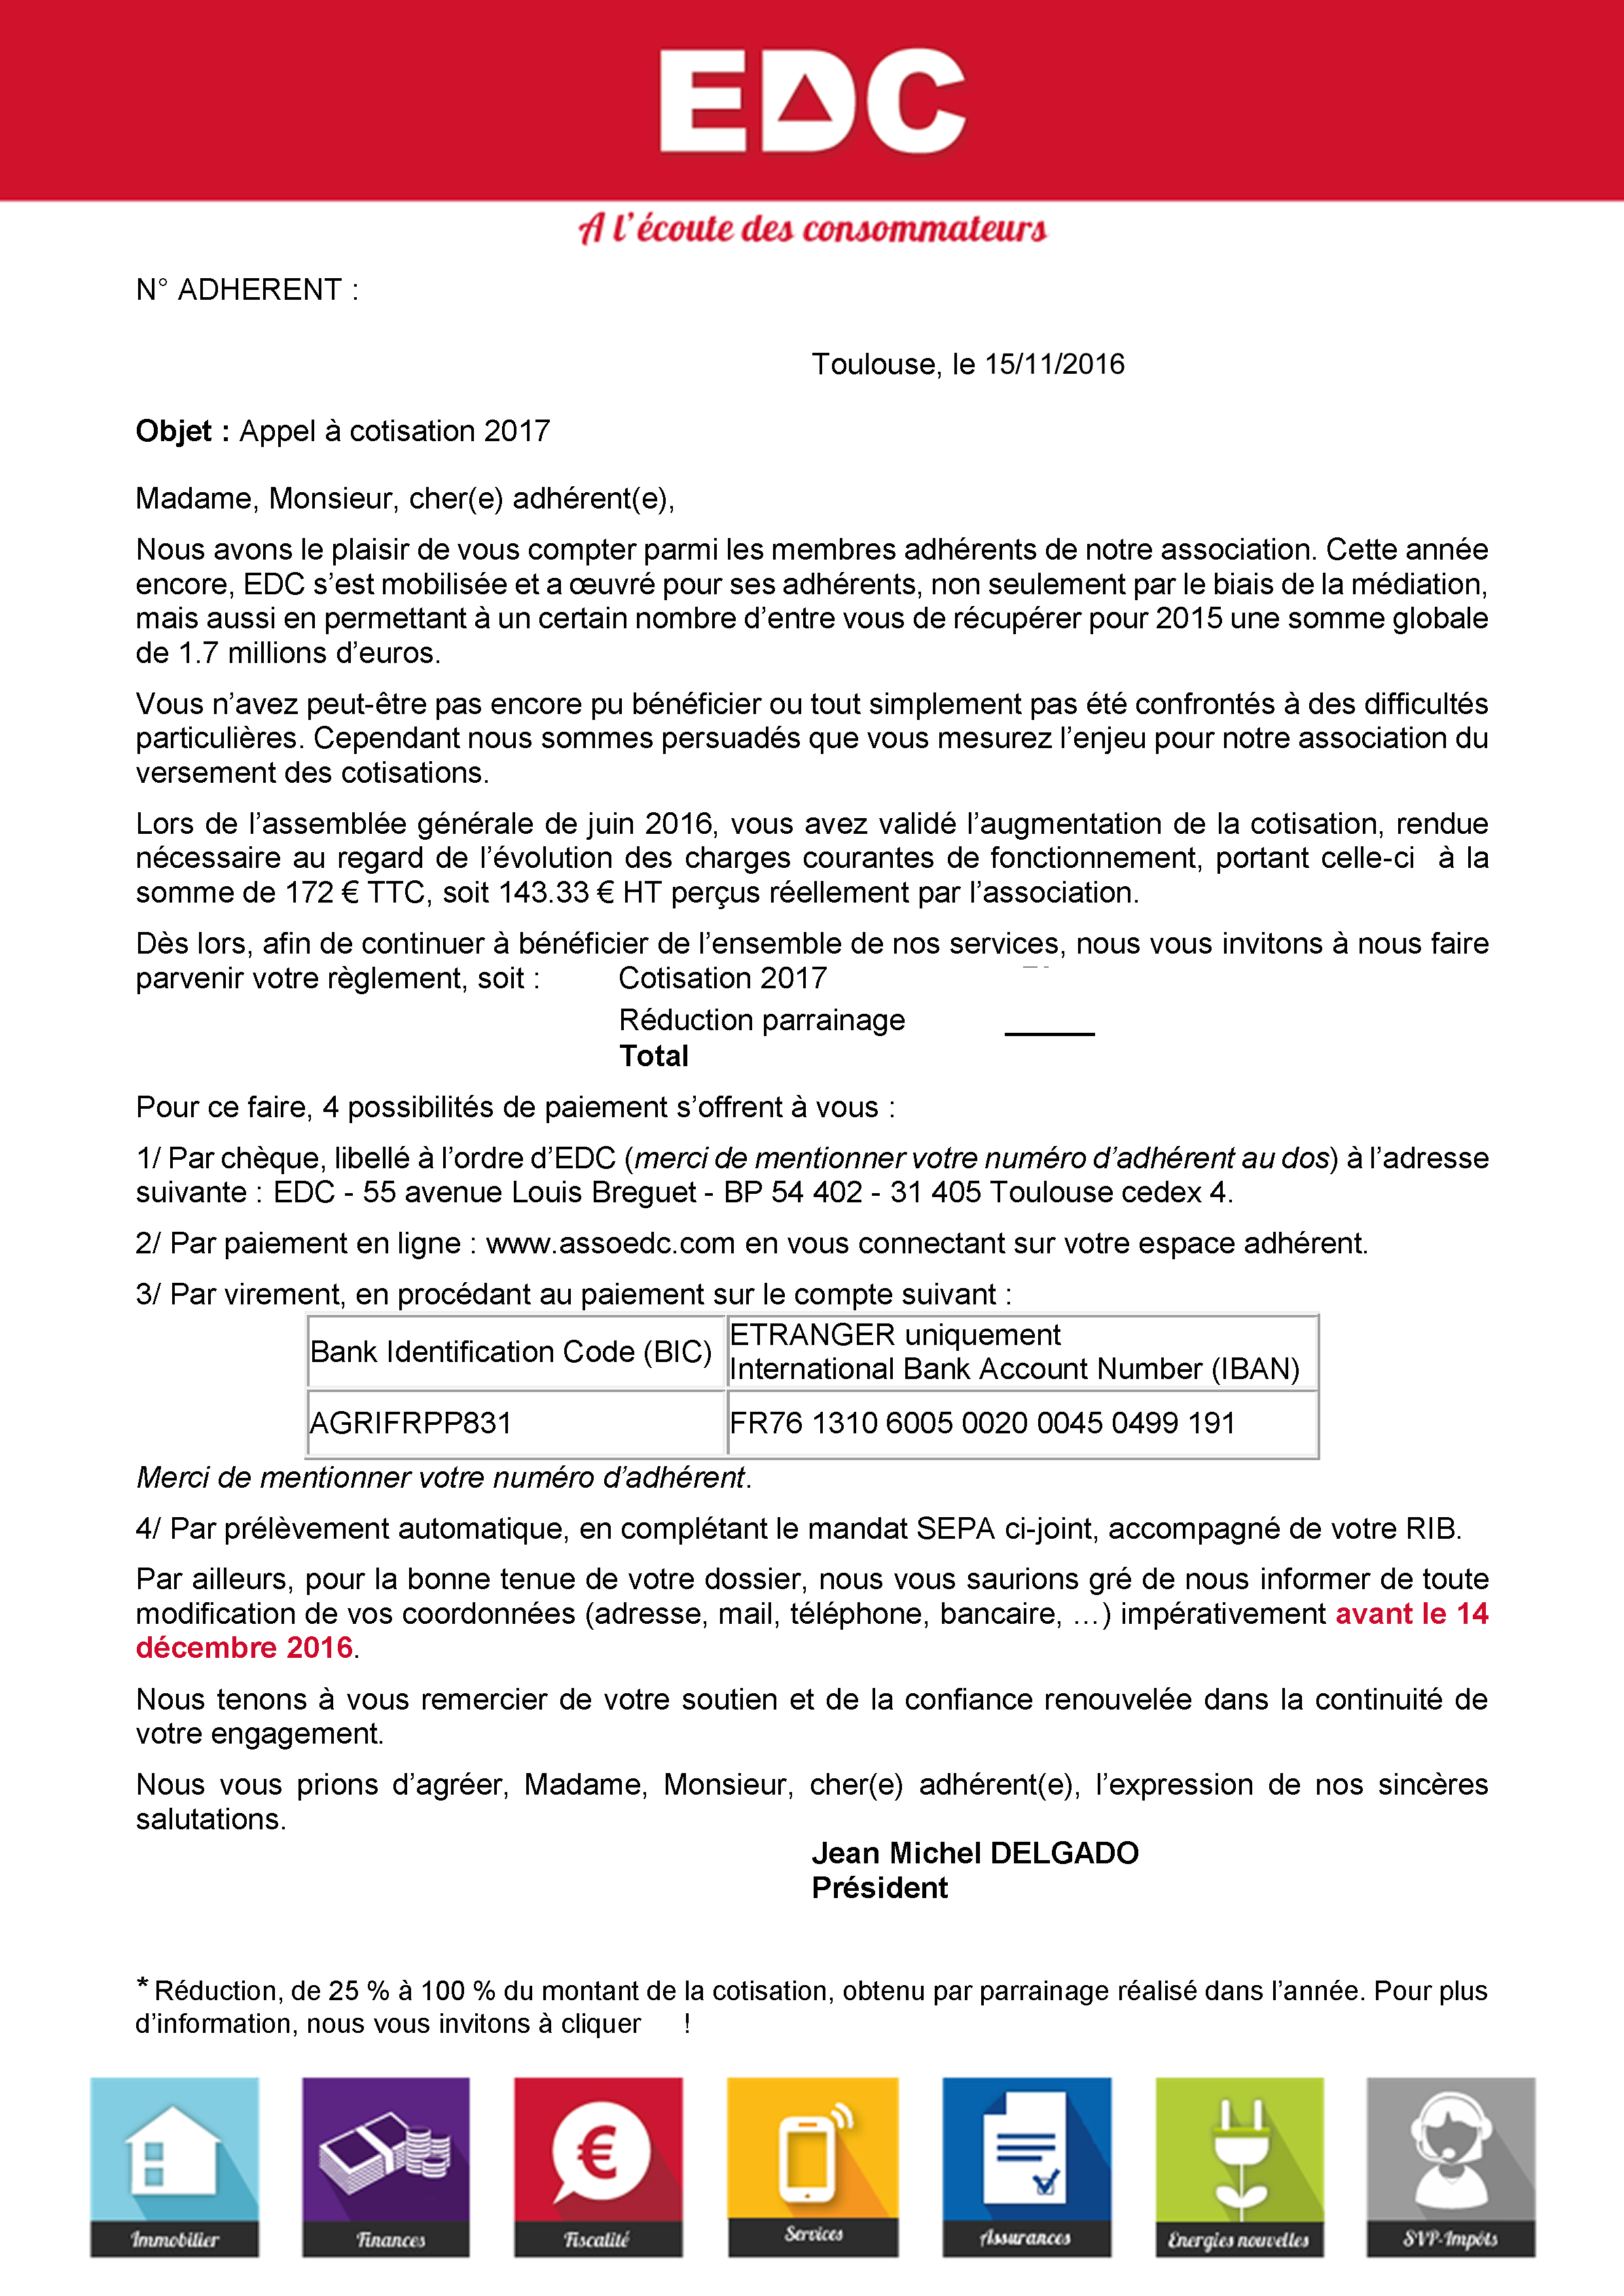 EDC
A l'écoute des consommateurs
N° ADHERENT :
Toulouse, le 15/11/2016
Objet : Appel à cotisation 2017
Madame, Monsieur, cher(e) adhérent(e),
Nous avons le plaisir de vous compter parmi les membres adhérents de notre association. Cette année
encore, EDC s’est mobilisée et a œuvré pour ses adhérents, non seulement par le biais de la médiation,
mais aussi en permettant à un certain nombre d’entre vous de récupérer pour 2015 une somme globale
de 1.7 millions d’euros.
Vous n’avez peut-être pas encore pu bénéficier ou tout simplement pas été confrontés à des difficultés
particulières. Cependant nous sommes persuadés que vous mesurez l’enjeu pour notre association du
versement des cotisations.
Lors de l’assemblée générale de juin 2016, vous avez validé l’augmentation de la cotisation, rendue
nécessaire au regard de l’évolution des charges courantes de fonctionnement, portant celle-ci à la
somme de 172 € TTC, soit 143.33 € HT perçus réellement par l’association.
Dès lors, afin de continuer à bénéficier de l’ensemble de nos services, nous vous invitons à nous faire
parvenir votre règlement, soit : Cotisation 2017
Réduction parrainage
Total
Pour ce faire, 4 possibilités de paiement s’offrent à vous :
1/ Par chèque, libellé à l’ordre d’EDC (merci de mentionner votre numéro d’adhérent au dos) à l’adresse
suivante : EDC - 55 avenue Louis Breguet - BP 54 402 - 31 405 Toulouse cedex 4.
2/ Par paiement en ligne : www.assoedc.com en vous connectant sur votre espace adhérent.
3/ Par virement, en procédant au paiement sur le compte suivant :
Bank Identification Code (BIC)
ETRANGER uniquement
International Bank Account Number (IBAN)
AGRIFRPP831
FR76 1310 6005 0020 0045 0499 191
Merci de mentionner votre numéro d’adhérent.
4/ Par prélèvement automatique, en complétant le mandat SEPA ci-joint, accompagné de votre RIB.
Par ailleurs, pour la bonne tenue de votre dossier, nous vous saurions gré de nous informer de toute
modification de vos coordonnées (adresse, mail, téléphone, bancaire, …) impérativement avant le 14
décembre 2016.
Nous tenons à vous remercier de votre soutien et de la confiance renouvelée dans la continuité de
votre engagement.
Nous vous prions d’agréer, Madame, Monsieur, cher(e) adhérent(e), l’expression de nos sincères
salutations.
Jean Michel DELGADO
Président
* Réduction, de 25 % à 100 % du montant de la cotisation, obtenu par parrainage réalisé dans l’année. Pour plus
d’information, nous vous invitons à cliquer !
Immobilier
Finances
€
Fiscalité
Services
Assurances
Energies nouvelles
SVP-Impôts